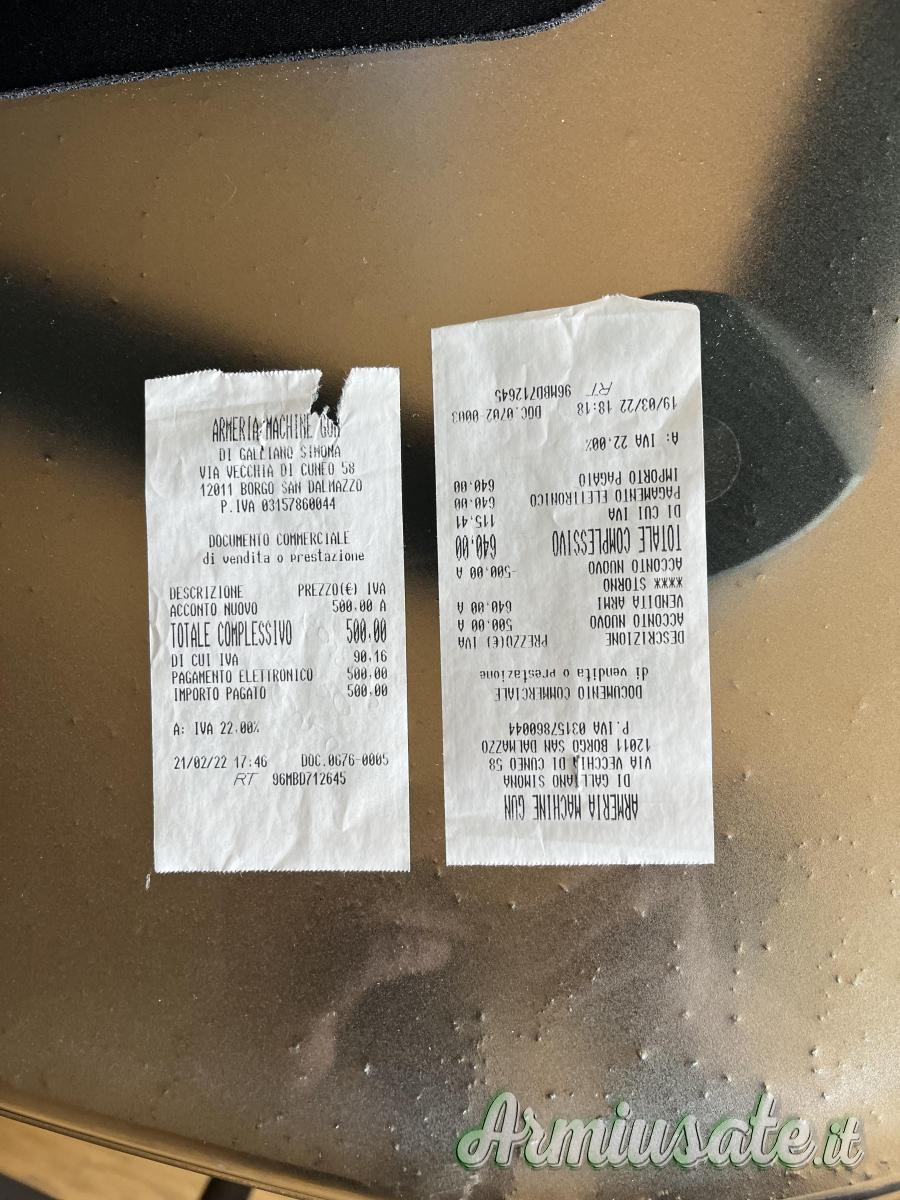 ARMERIA MACHINE GUN
DI GALLIANO SIMONA
VIA VECCHIA DI CUNEO 58
12011 BORGO SAN DALMAZZO
P.IVA 03157860044
DOCUMENTO COMMERCIALE
di vendita o prestazione
DESCRIZIONE PREZZO(€) IVA
ACCONTO NUOVO 500,00 A
TOTALE COMPLESSIVO 500,00
DI CUI IVA 90,16
PAGAMENTO ELETTRONICO 500,00
IMPORTO PAGATO 500,00
A: IVA 22,00%
21/02/22 17:46 DOC.0676-0005
RT 96MBD712645
ARMERIA MACHINE GUN
DI GALLIANO SIMONA
VIA VECCHIA DI CUNEO 58
12011 BORGO SAN DALMAZZO
P.IVA 03157860044
DOCUMENTO COMMERCIALE
di vendita o prestazione
DESCRIZIONE PREZZO(€) IVA
ACCONTO NUOVO 500,00 A
VENDITA ARMI 640,00 A
**** STORNO
ACCONTO NUOVO -500,00 A
TOTALE COMPLESSIVO 640,00
DI CUI IVA 115,41
PAGAMENTO ELETTRONICO 640,00
IMPORTO PAGATO 640,00
A: IVA 22,00%
19/03/22 18:18 DOC.0702-0003
RT 96MBD712645
Armiusate.it